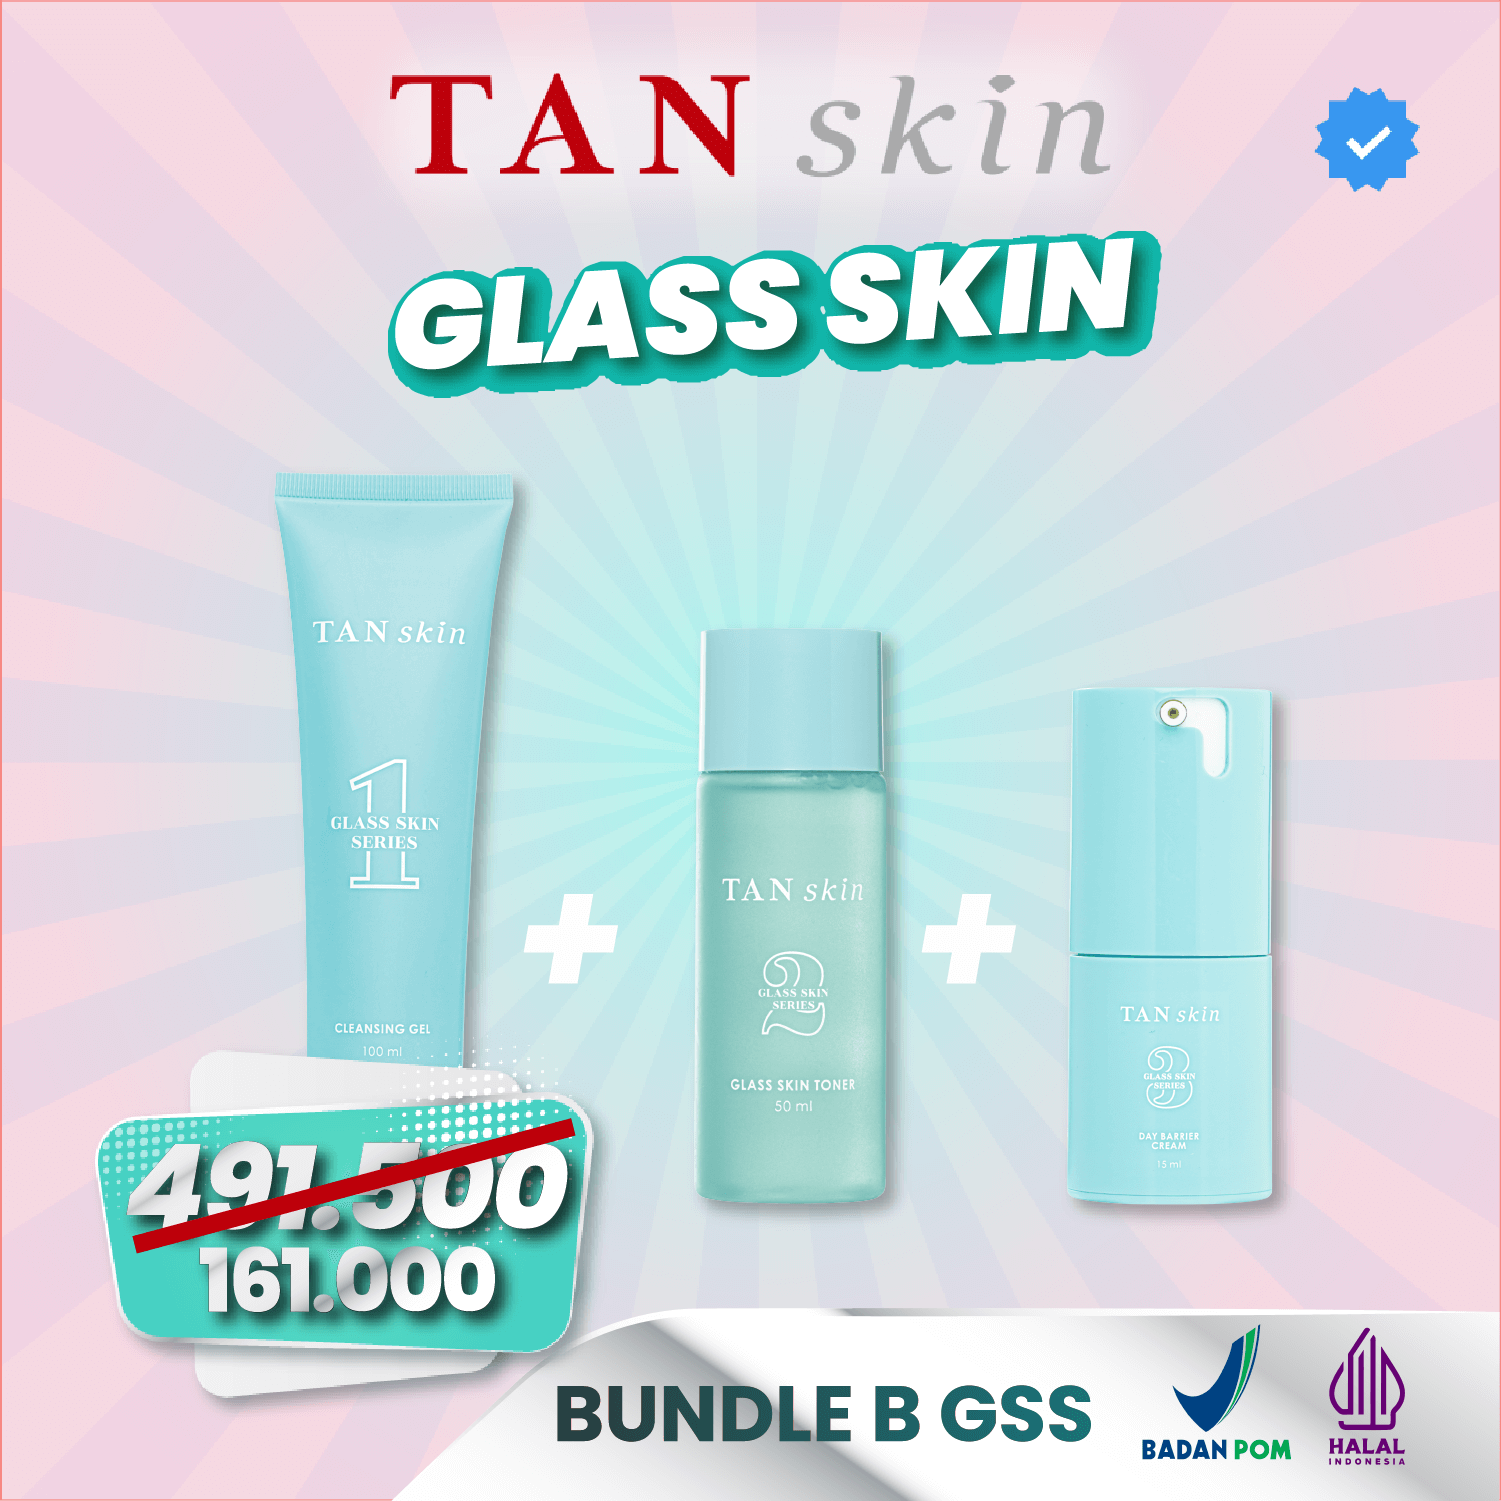 TAN skin
GLASS SKIN
TAN skin
1
GLASS SKIN
SERIES
CLEANSING GEL
100 ml
TAN skin
2
GLASS SKIN
SERIES
GLASS SKIN TONER
50 ml
TAN skin
3
GLASS SKIN
SERIES
DAY BARRIER
CREAM
15 ml
491.500
161.000
BUNDLE B GSS
BADAN POM
HALAL
INDONESIA